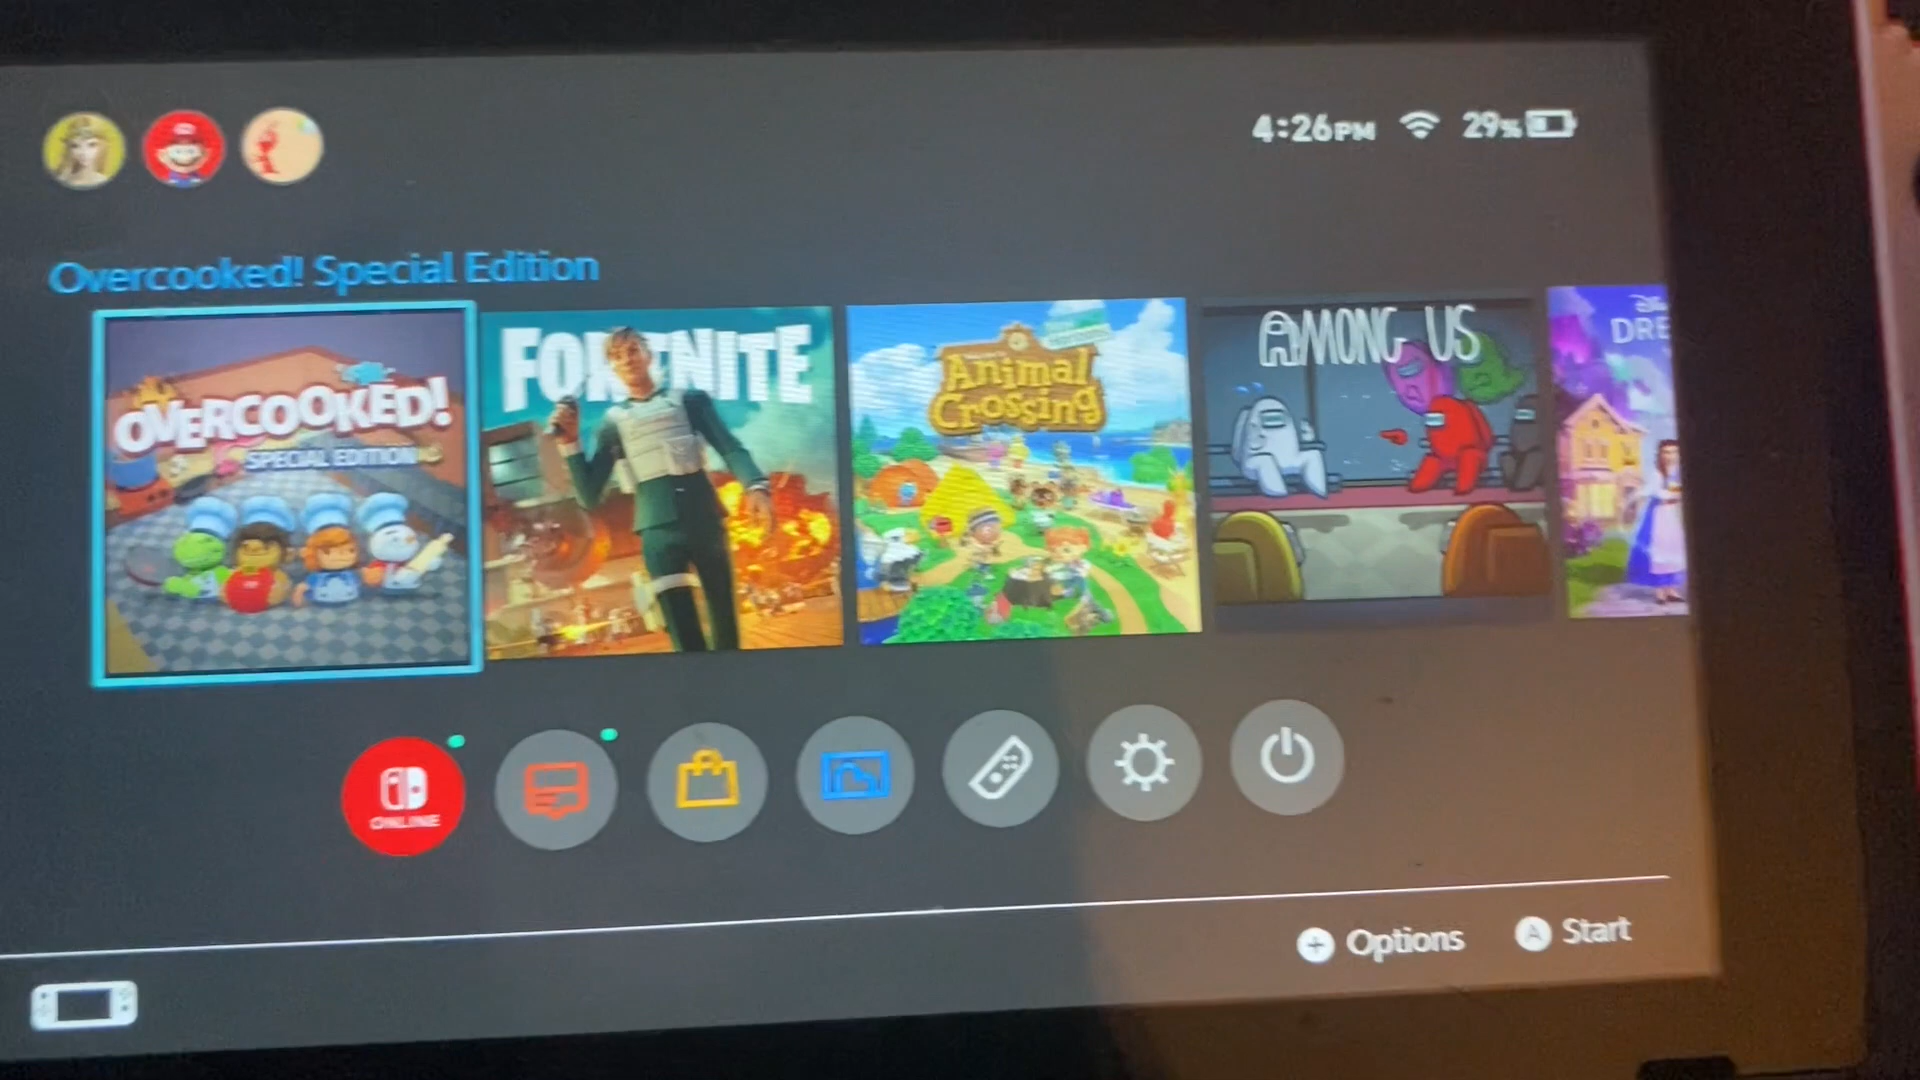 4:26PM 29%
Overcooked! Special Edition
OVERCOOKED!
SPECIAL EDITION
FORTNITE
Animal
Crossing
AMONG US
DRE
ONLINE
+ Options A Start